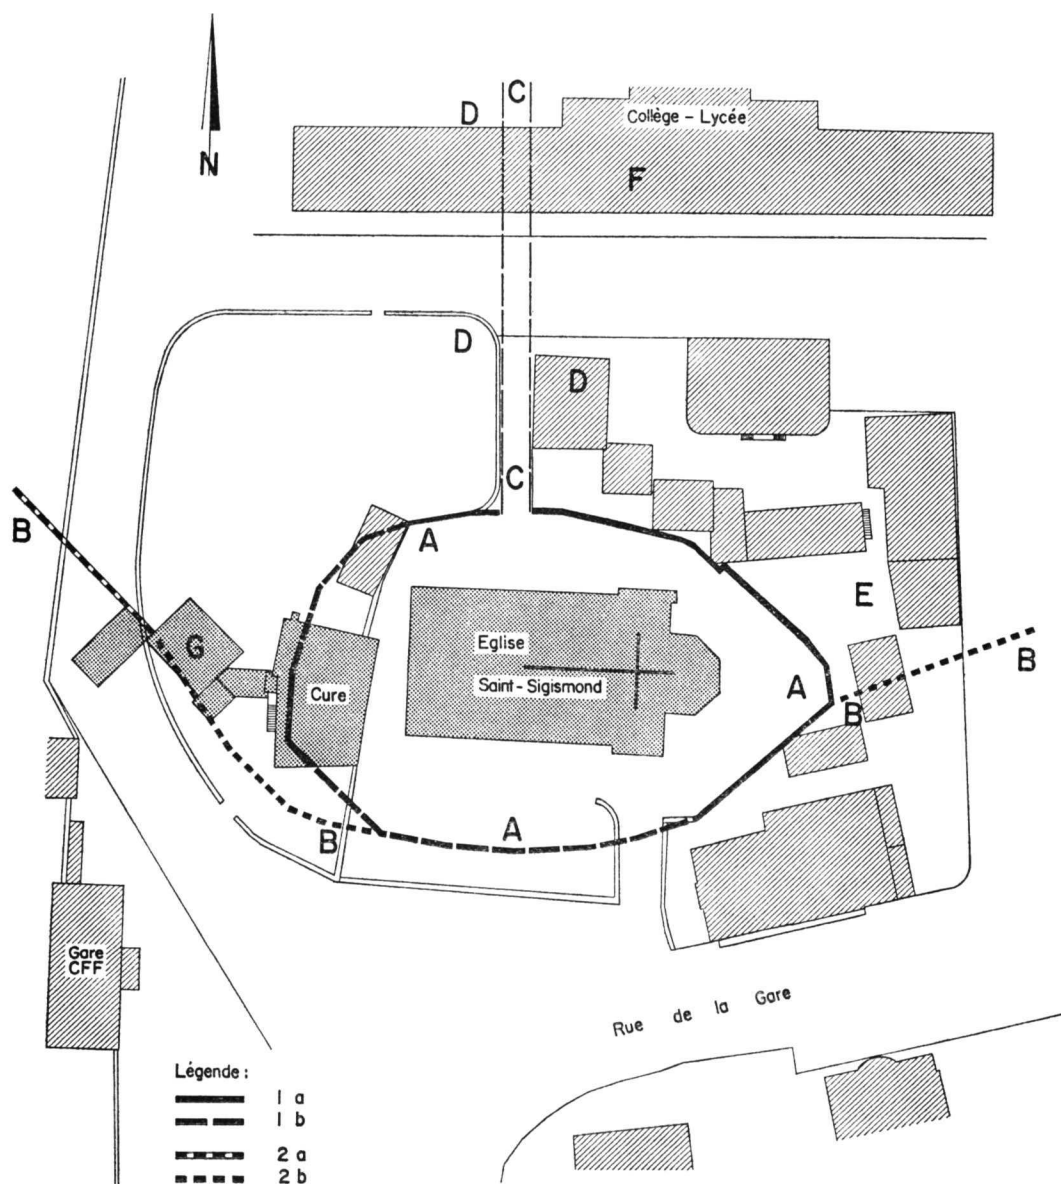 C
D
Collège - Lycée
N
F
D
D
C
B
A
E
Eglise
G
B
Saint-Sigismond
A
Cure
B
A
B
Gare
CFF
Rue de la Gare
Légende :
1 a
1 b
2 a
2 b